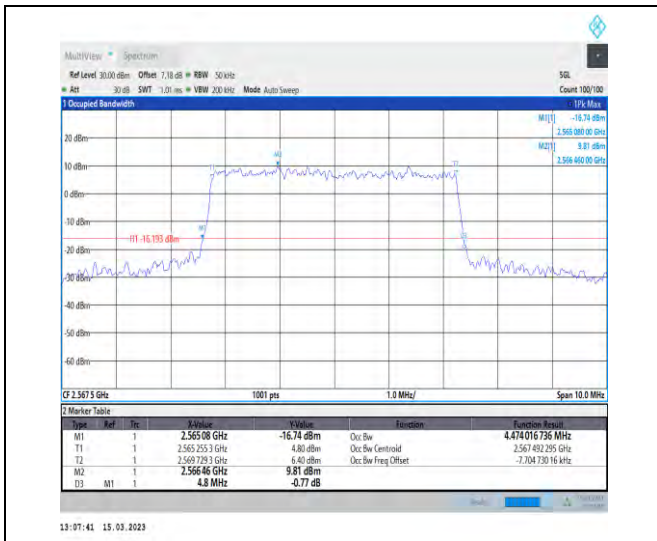 MultiView Spectrum
Ref Level 30.00 dBm Offset 7.18 dB RBW 50 kHz SGL
Att 30 dB SWT 1.01 ms VBW 200 kHz Mode Auto Sweep Count 100/100
1 Occupied Bandwidth 1Pk Max
M1[1] -16.74 dBm
2.565 080 00 GHz
M2[1] 9.81 dBm
2.566 460 00 GHz
20 dBm
M2
T1 T2
10 dBm
0 dBm
-10 dBm
M1 D3
H1 -16.193 dBm
-20 dBm
-30 dBm
-40 dBm
-50 dBm
-60 dBm
CF 2.567 5 GHz 1001 pts 1.0 MHz/ Span 10.0 MHz
2 Marker Table
Type Ref Trc X-Value Y-Value Function Function Result
M1 1 2.56508 GHz -16.74 dBm Occ Bw 4.474 016 736 MHz
T1 1 2.565 255 3 GHz 4.80 dBm Occ Bw Centroid 2.567 492 295 GHz
T2 1 2.569 729 3 GHz 6.40 dBm Occ Bw Freq Offset -7.704 730 16 kHz
M2 1 2.566 46 GHz 9.81 dBm
D3 M1 1 4.8 MHz -0.77 dB
13:07:41 15.03.2023